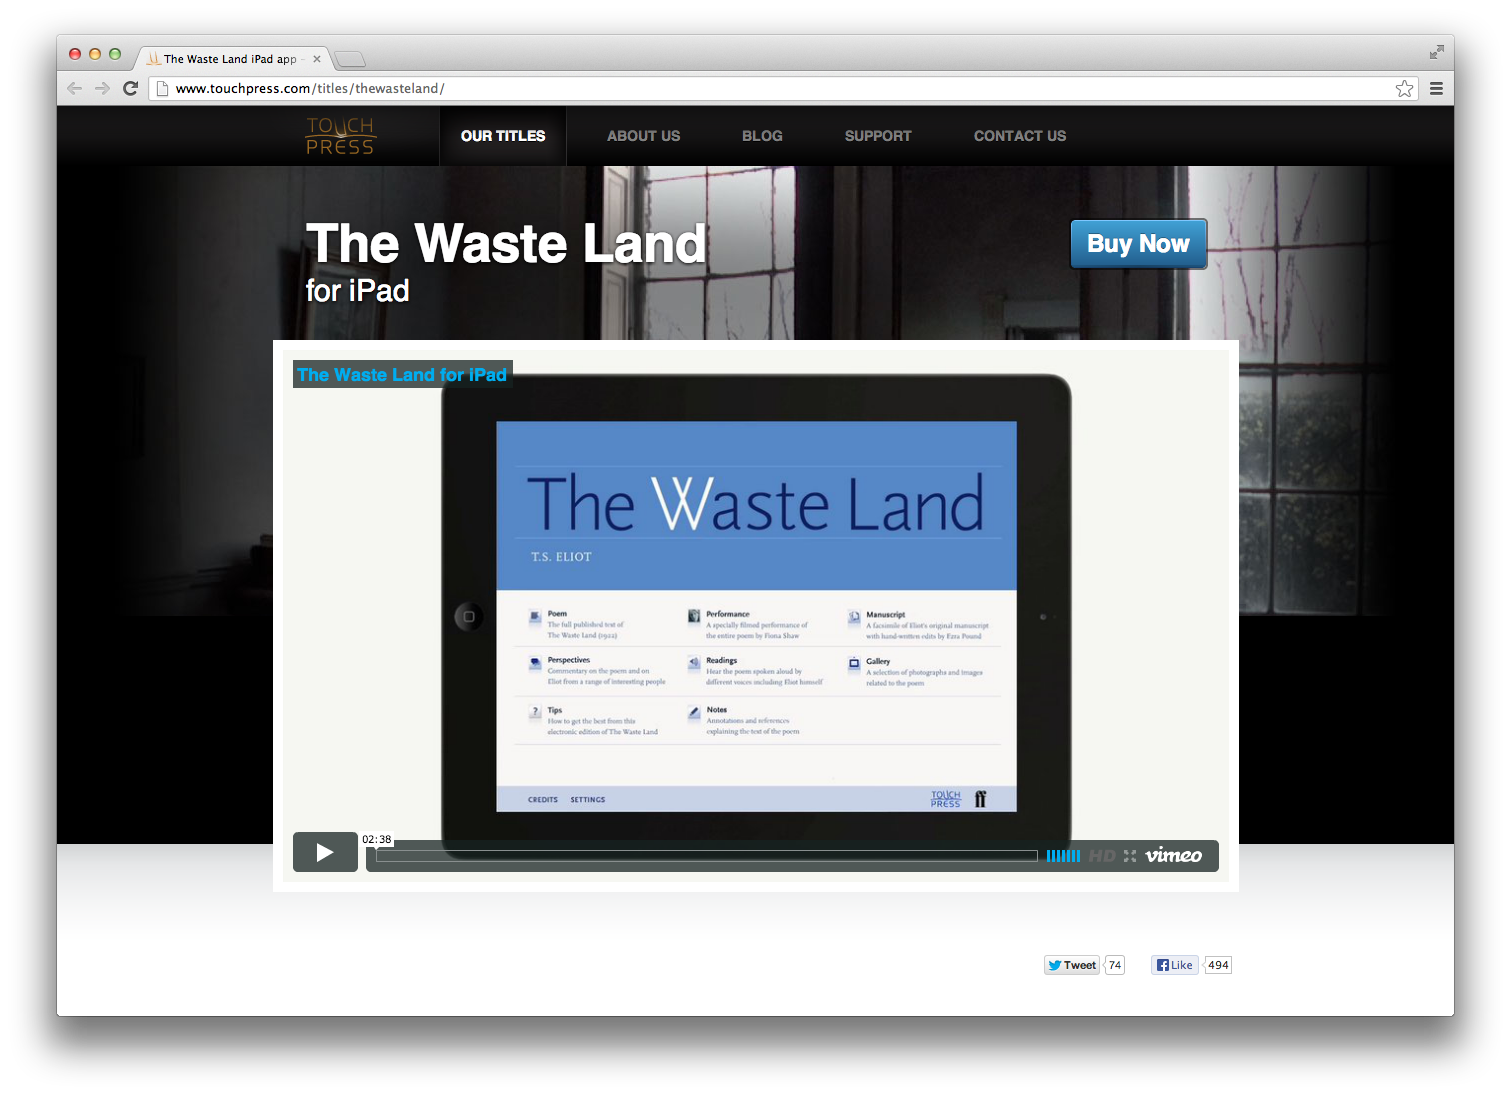 The Waste Land iPad app -
www.touchpress.com/titles/thewasteland/
TOUCH
PRESS
OUR TITLES
ABOUT US
BLOG
SUPPORT
CONTACT US
The Waste Land
for iPad
Buy Now
The Waste Land for iPad
The Waste Land
T.S. ELIOT
Poem
The full published text of
The Waste Land (1922)
Performance
A specially filmed performance of
the entire poem by Fiona Shaw
Manuscript
A facsimile of Eliot's original manuscript
with hand-written edits by Ezra Pound
Perspectives
Commentary on the poem and on
Eliot from a range of interesting people
Readings
Hear the poem spoken aloud by
different voices including Eliot himself
Gallery
A selection of photographs and images
related to the poem
Tips
How to get the best from this
electronic edition of The Waste Land
Notes
Annotations and references
explaining the text of the poem
CREDITS
SETTINGS
TOUCH
PRESS
ff
02:38
HD
vimeo
Tweet
74
Like
494